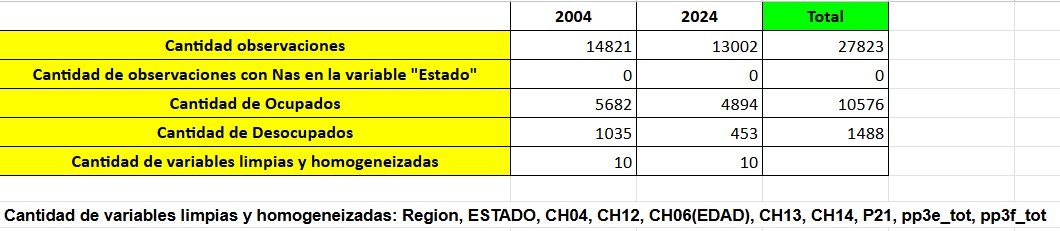 2004 2024 Total
Cantidad observaciones 14821 13002 27823
Cantidad de observaciones con Nas en la variable "Estado" 0 0 0
Cantidad de Ocupados 5682 4894 10576
Cantidad de Desocupados 1035 453 1488
Cantidad de variables limpias y homogeneizadas 10 10
Cantidad de variables limpias y homogeneizadas: Region, ESTADO, CH04, CH12, CH06(EDAD), CH13, CH14, P21, pp3e_tot, pp3f_tot